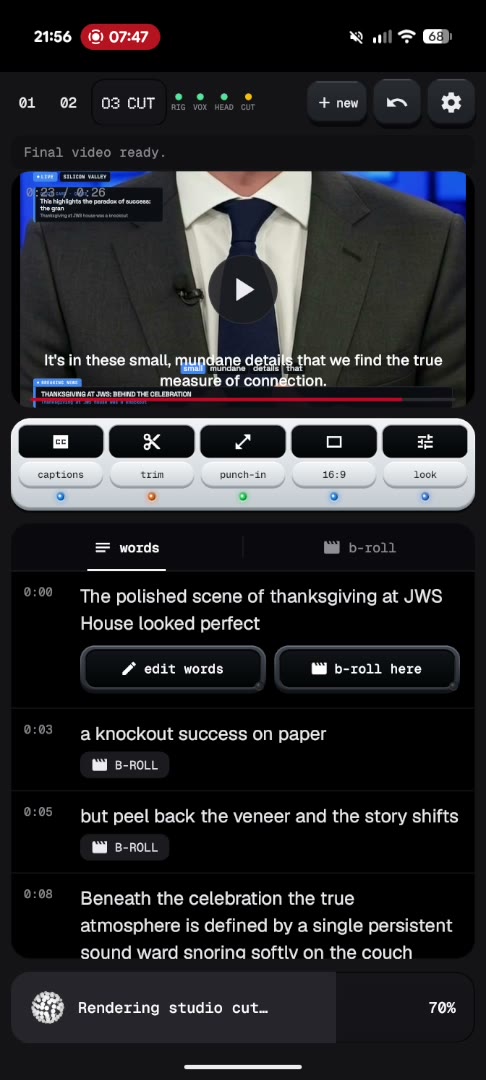 21:56
07:47
68
01 02 03 CUT
RIG VOX HEAD CUT
+ new
Final video ready.
LIVE SILICON VALLEY
0:23 / 0:26
This highlights the paradox of success:
the gran
Thanksgiving at JWS house was a knockout
It's in these small, mundane details that we find the true
measure of connection.
small mundane details that
BREAKING NEWS
THANKSGIVING AT JWS: BEHIND THE CELEBRATION
CC
captions trim punch-in 16:9 look
words b-roll
0:00
The polished scene of thanksgiving at JWS
House looked perfect
edit words b-roll here
0:03
a knockout success on paper
B-ROLL
0:05
but peel back the veneer and the story shifts
B-ROLL
0:08
Beneath the celebration the true
atmosphere is defined by a single persistent
sound ward snoring softly on the couch
Rendering studio cut… 70%